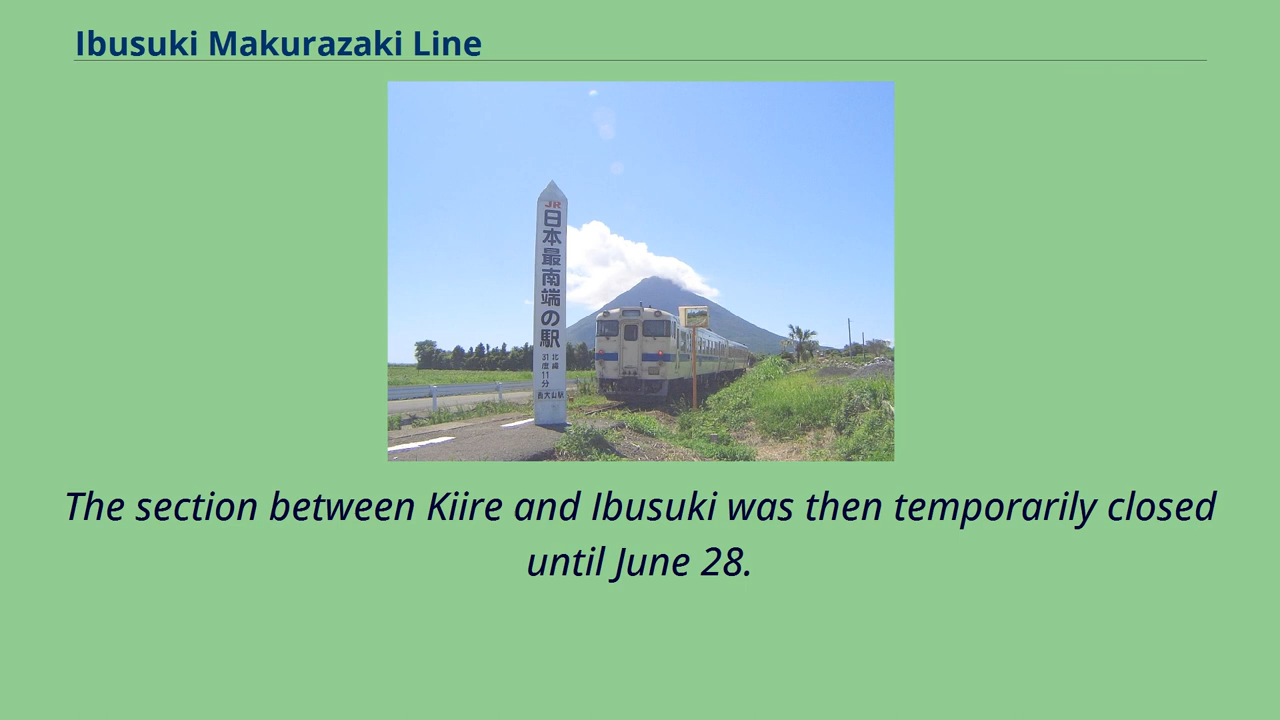 Ibusuki Makurazaki Line
JR
日本最南端の駅
北緯
31度11分
西大山駅
The section between Kiire and Ibusuki was then temporarily closed
until June 28.